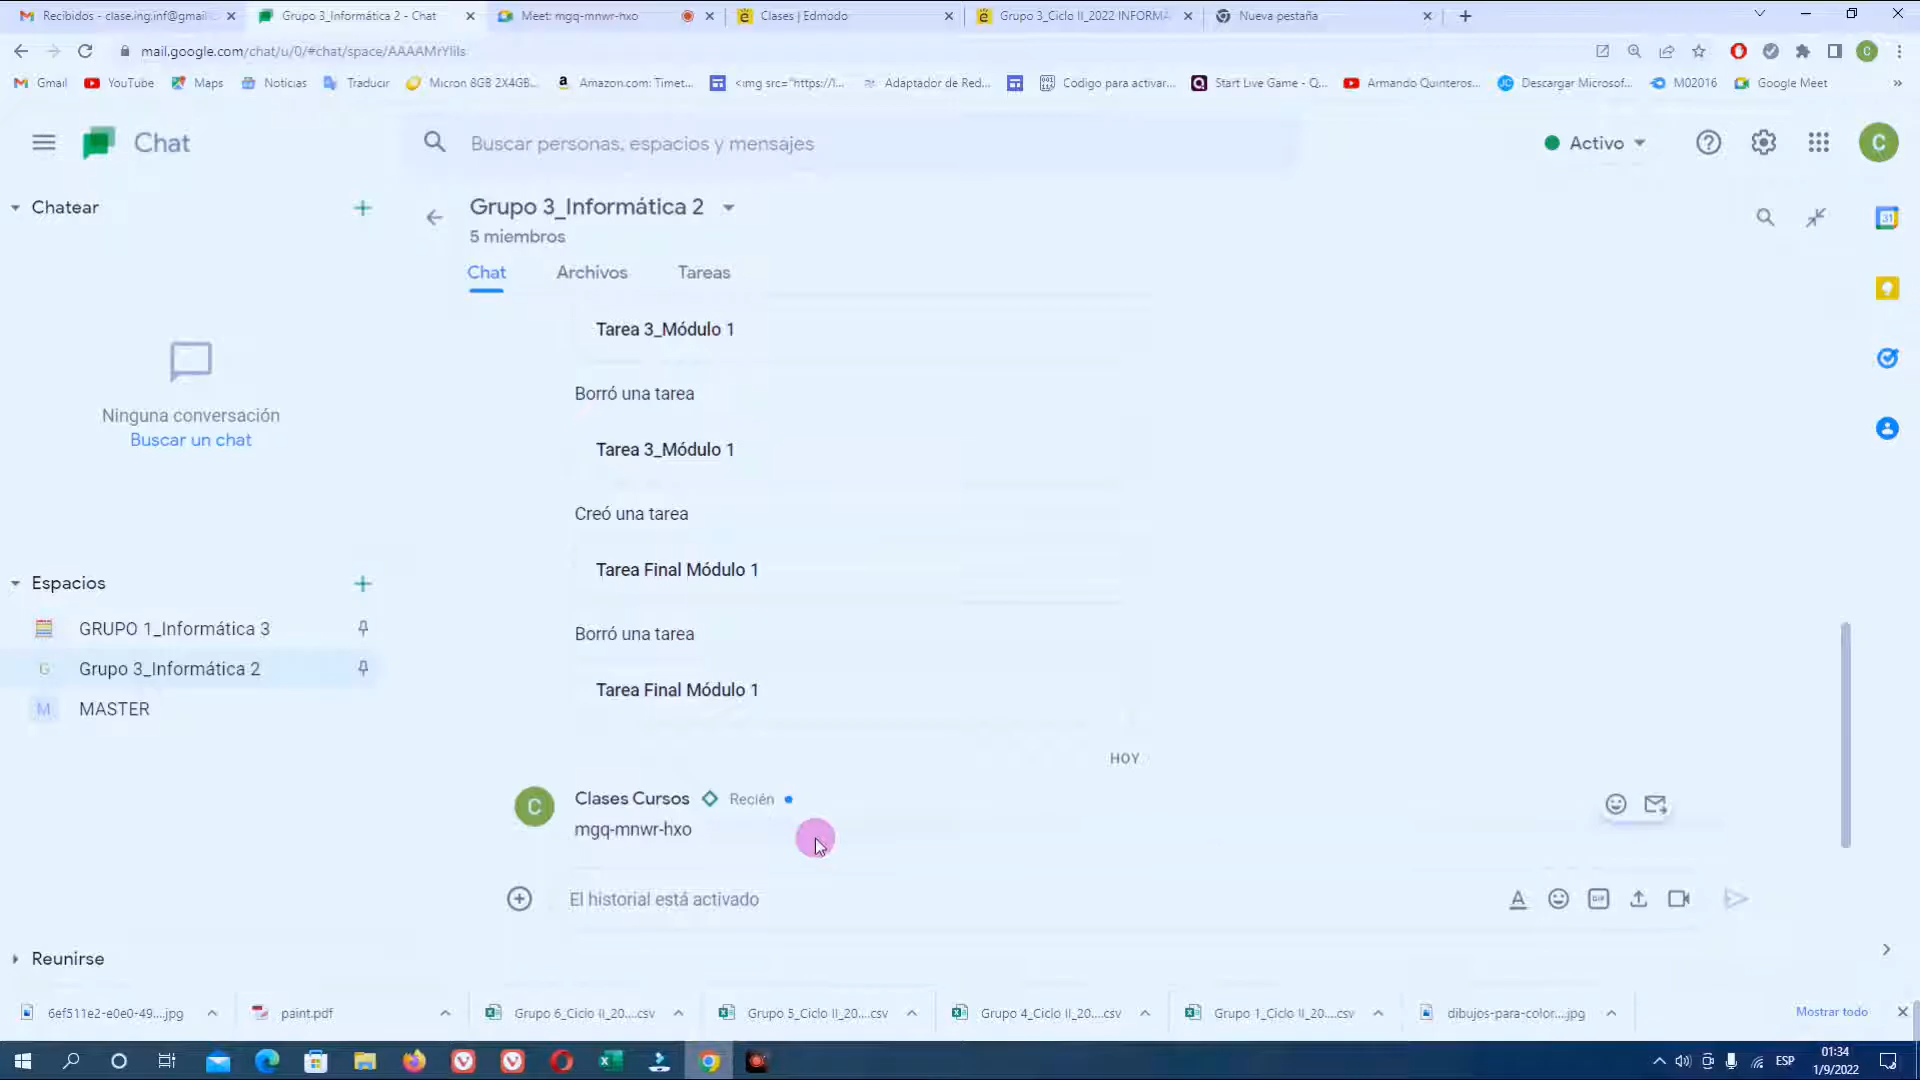 Recibidos - clase.ing.inf@gmail
Grupo 3_Informática 2 - Chat
Meet: mgq-mnwr-hxo
Clases | Edmodo
Grupo 3_Ciclo II_2022 INFORMA
Nueva pestaña
mail.google.com/chat/u/0/#chat/space/AAAAMrYIils
C
Gmail
YouTube
Maps
Noticias
Traducir
Micron 8GB 2X4GB...
Amazon.com: Timet...
<img src="https://l...
Adaptador de Red...
Codigo para activar...
Start Live Game - Q...
Armando Quinteros...
Descargar Microsof...
M02016
Google Meet
»
Chat
Buscar personas, espacios y mensajes
Activo
C
Chatear
Grupo 3_Informática 2
5 miembros
31
Chat
Archivos
Tareas
Tarea 3_Módulo 1
Borró una tarea
Ninguna conversación
Buscar un chat
Tarea 3_Módulo 1
Creó una tarea
Tarea Final Módulo 1
Espacios
GRUPO 1_Informática 3
Borró una tarea
G
Grupo 3_Informática 2
Tarea Final Módulo 1
M
MASTER
HOY
C
Clases Cursos
Recién
mgq-mnwr-hxo
El historial está activado
GIF
Reunirse
6ef511e2-e0e0-49....jpg
paint.pdf
Grupo 6_Ciclo II_20....csv
Grupo 5_Ciclo II_20....csv
Grupo 4_Ciclo II_20....csv
Grupo 1_Ciclo II_20....csv
dibujos-para-color....jpg
Mostrar todo
ESP
01:34
1/9/2022